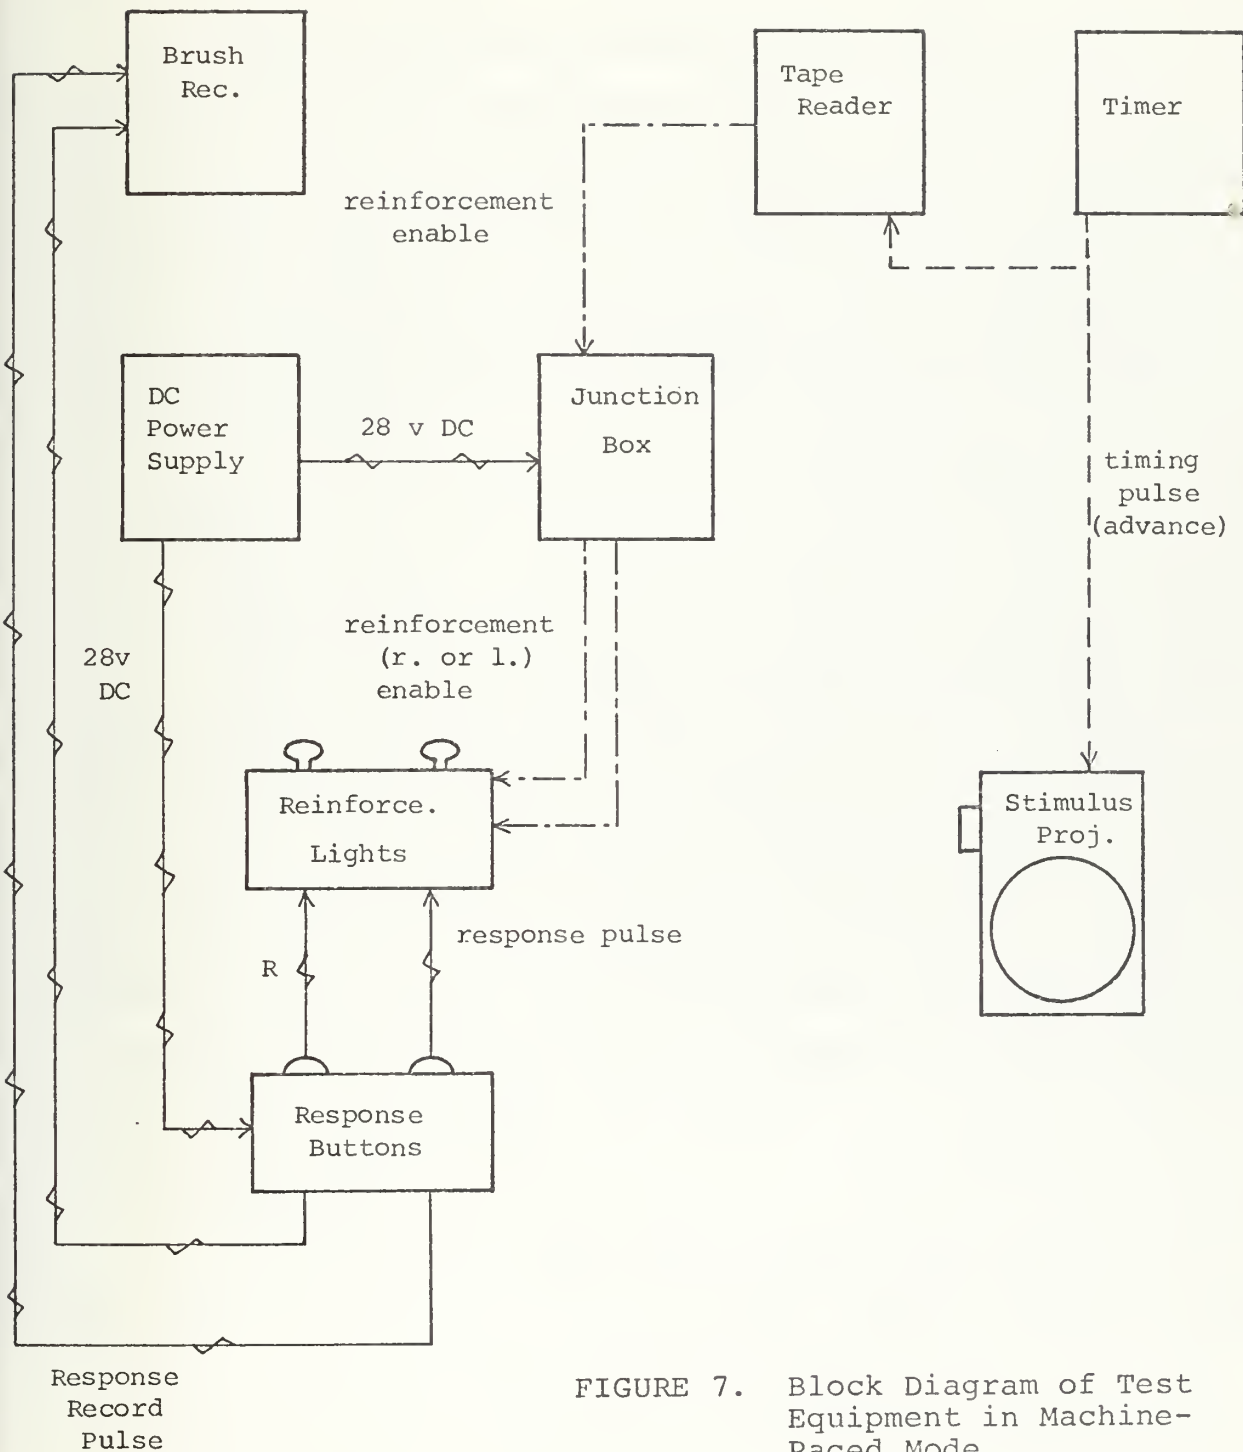 Brush
Rec.
Tape
Reader
Timer
reinforcement
enable
DC
Power
Supply
28 v DC
Junction
Box
timing
pulse
(advance)
28v
DC
reinforcement
(r. or l.)
enable
Reinforce.
Lights
Stimulus
Proj.
R
response pulse
Response
Buttons
Response
Record
Pulse
FIGURE 7. Block Diagram of Test
Equipment in Machine-
Paced Mode